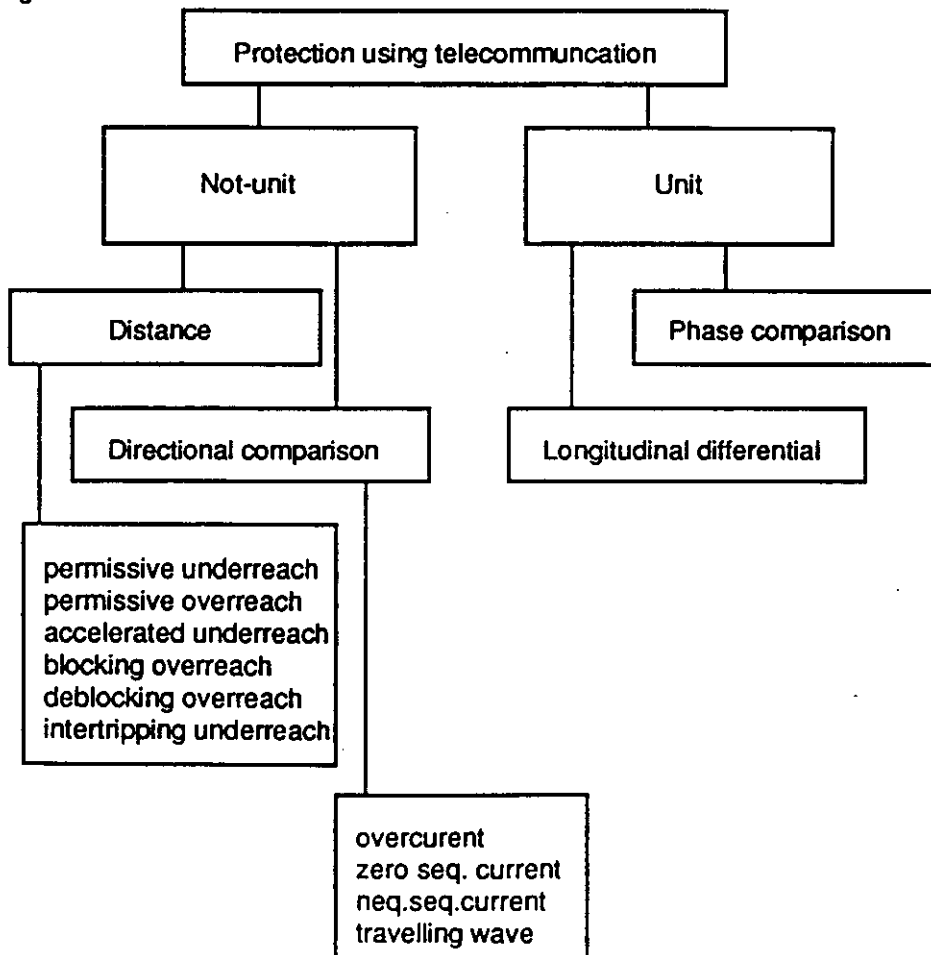 Protection using telecommuncation
Not-unit
Unit
Distance
Phase comparison
Directional comparison
Longitudinal differential
permissive underreach
permissive overreach
accelerated underreach
blocking overreach
deblocking overreach
intertripping underreach
overcurent
zero seq. current
neq.seq.current
travelling wave